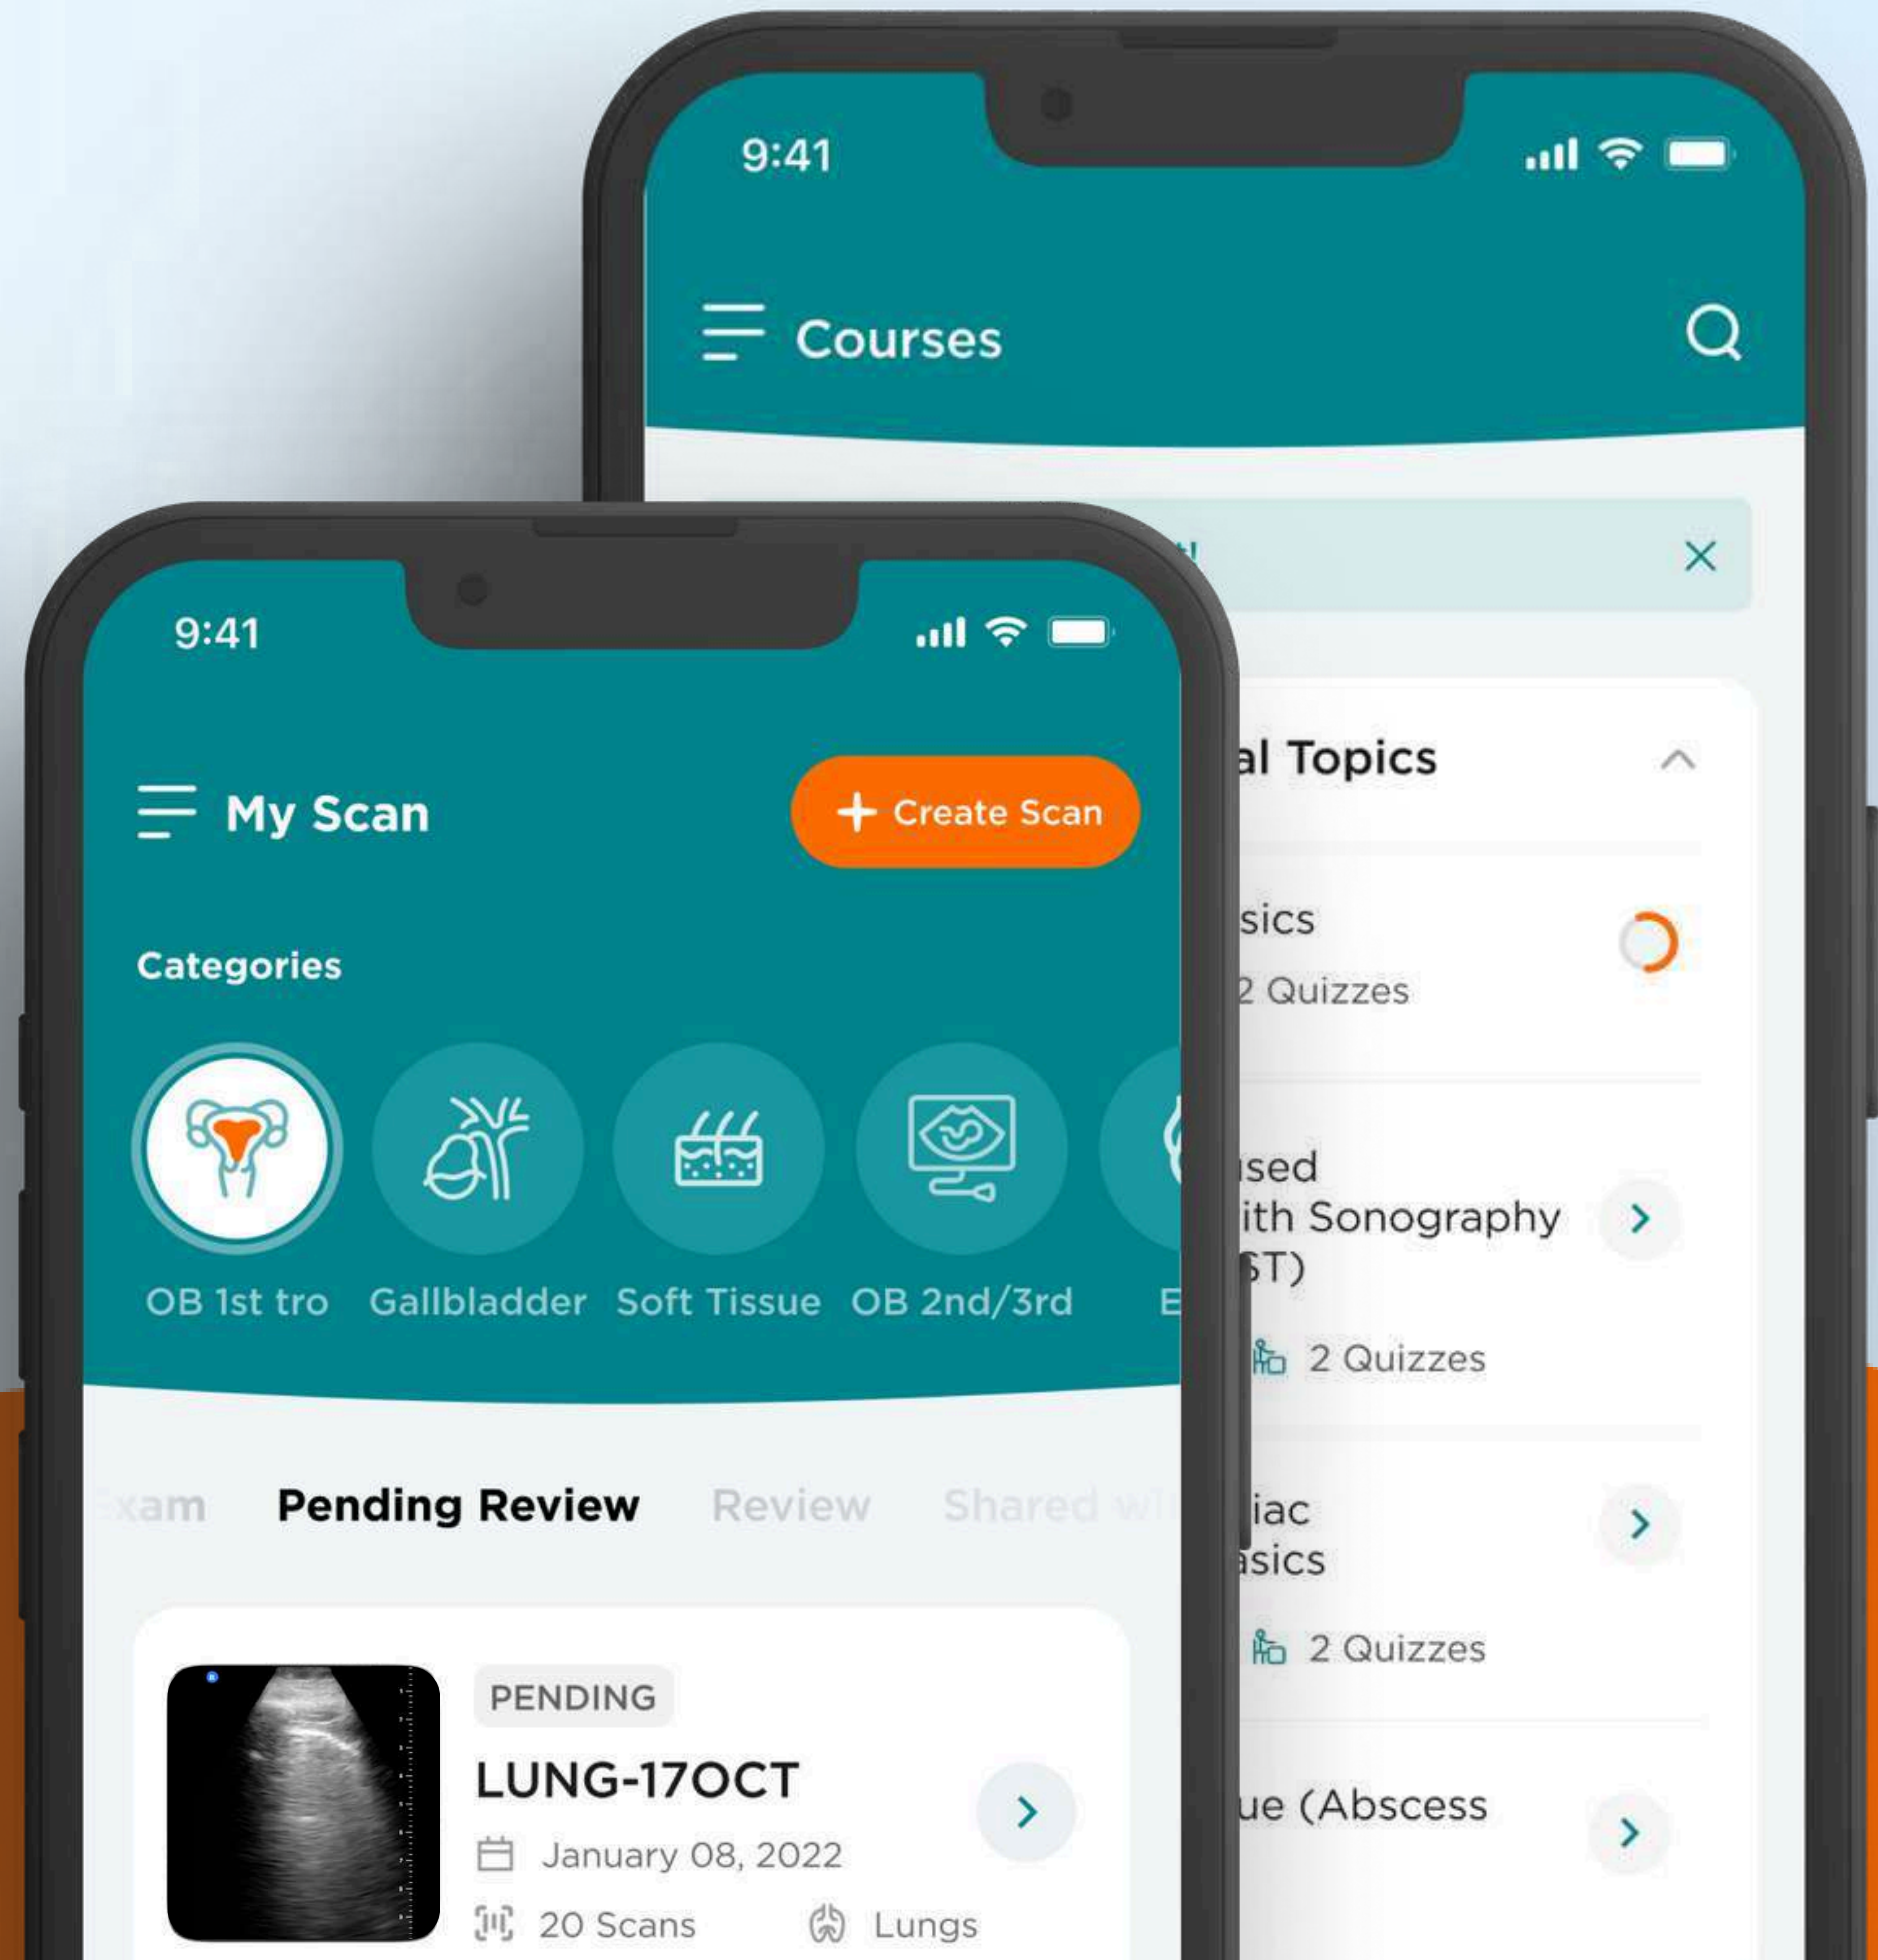 9:41
Courses
al Topics
sics
2 Quizzes
ith Sonography
ST)
2 Quizzes
iac
asics
2 Quizzes
ue (Abscess
9:41
My Scan
+ Create Scan
Categories
OB 1st tro Gallbladder Soft Tissue OB 2nd/3rd E
xam Pending Review Review Shared
PENDING
LUNG-17OCT
January 08, 2022
20 Scans Lungs